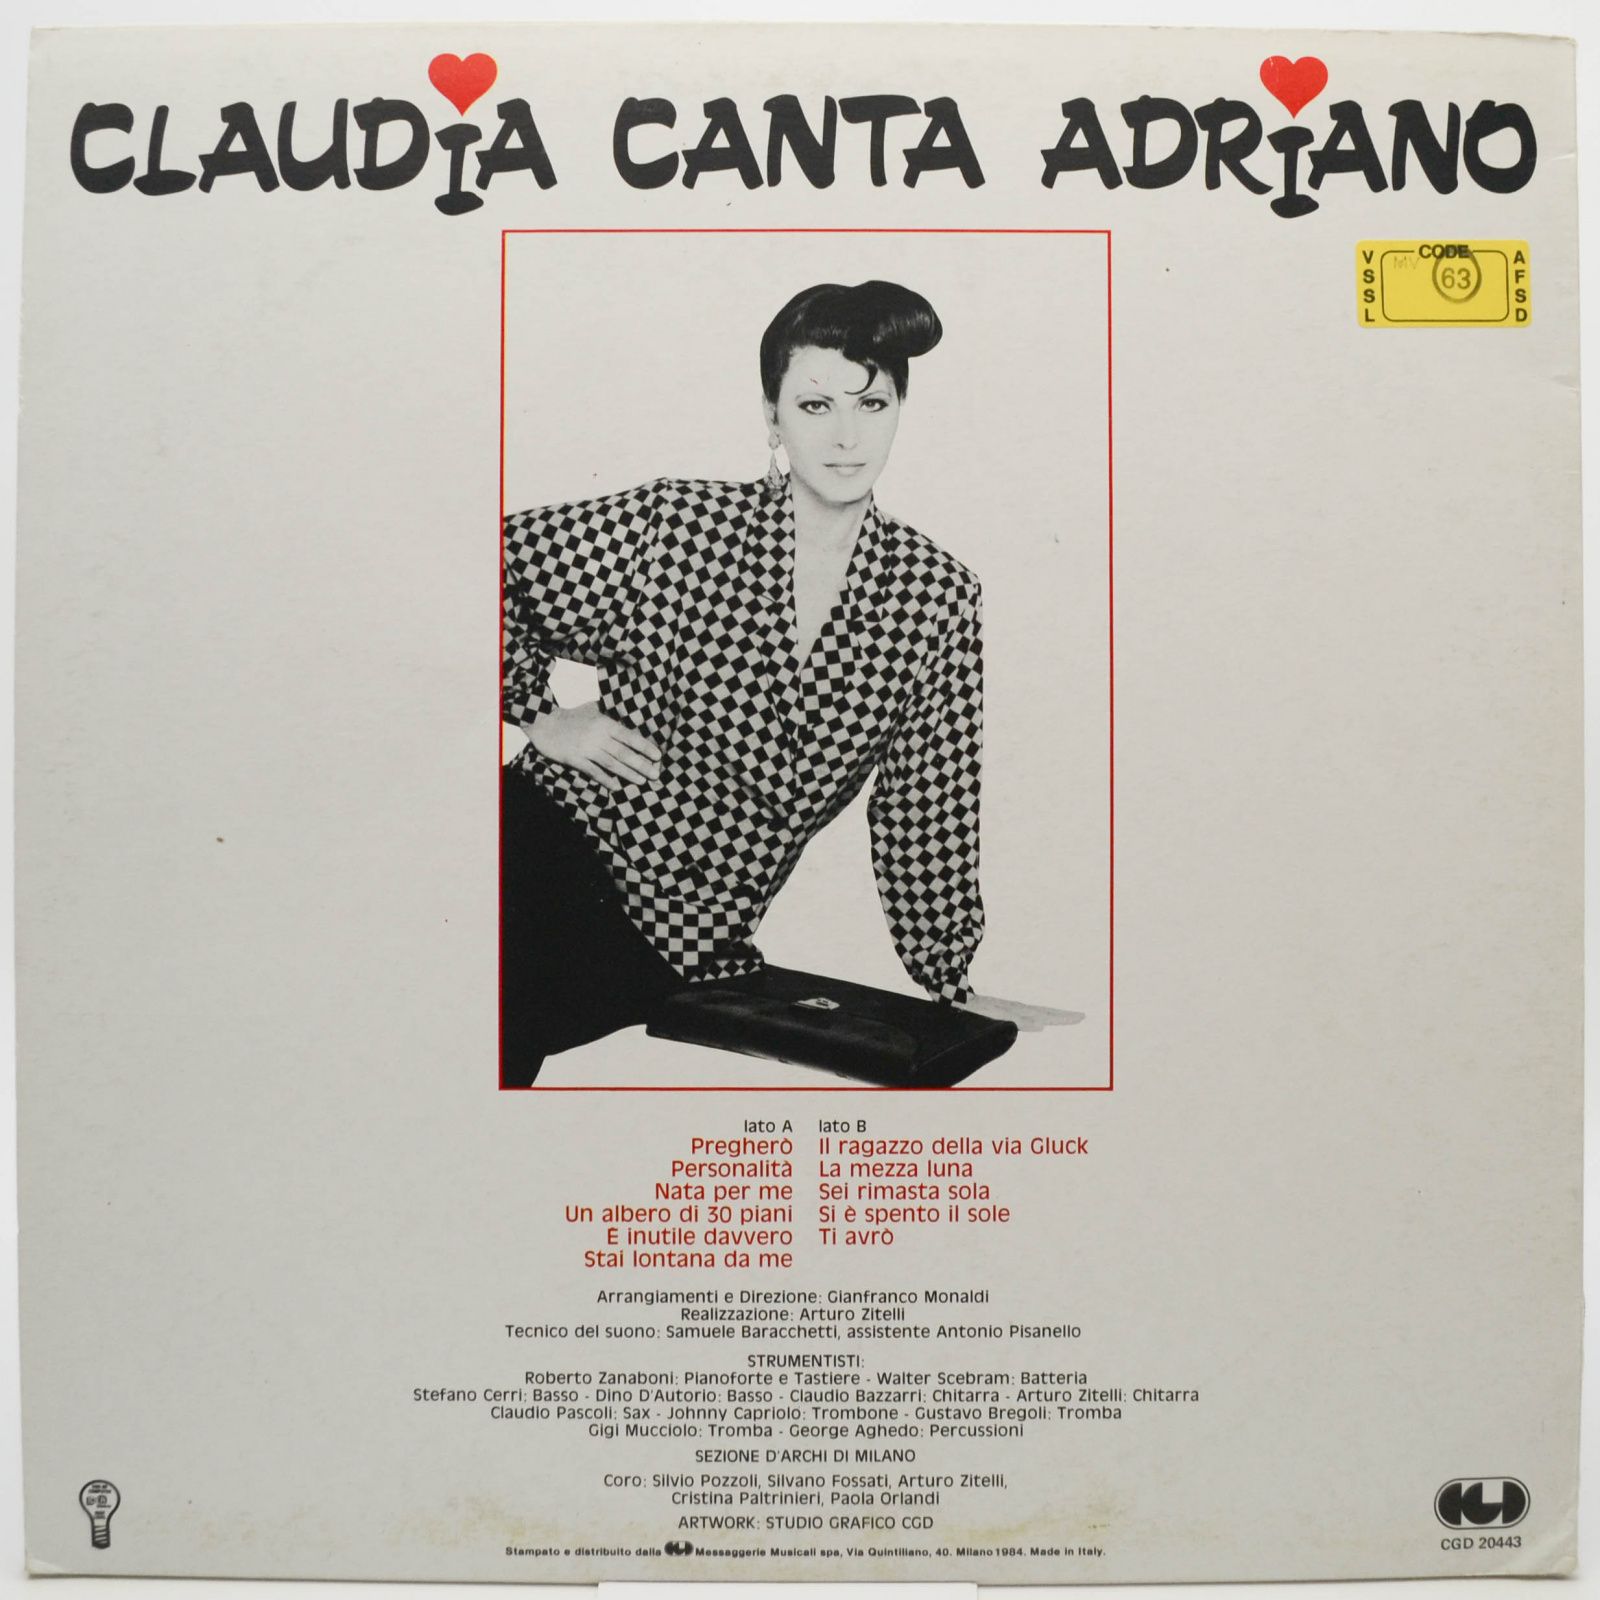 CLAUDIA CANTA ADRIANO
VSSL CODE AFSD
63
lato A
Pregherò
Personalità
Nata per me
Un albero di 30 piani
È inutile davvero
Stai lontana da me
lato B
Il ragazzo della via Gluck
La mezza luna
Sei rimasta sola
Si è spento il sole
Ti avrò
Arrangiamenti e Direzione: Gianfranco Monaldi
Realizzazione: Arturo Zitelli
Tecnico del suono: Samuele Baracchetti, assistente Antonio Pisanello
STRUMENTISTI:
Roberto Zanaboni: Pianoforte e Tastiere - Walter Scebram: Batteria
Stefano Cerri: Basso - Dino D'Autorio: Basso - Claudio Bazzarri: Chitarra - Arturo Zitelli: Chitarra
Claudio Pascoli: Sax - Johnny Capriolo: Trombone - Gustavo Bregoli: Tromba
Gigi Mucciolo: Tromba - George Aghedo: Percussioni
SEZIONE D'ARCHI DI MILANO
Coro: Silvio Pozzoli, Silvano Fossati, Arturo Zitelli,
Cristina Paltrinieri, Paola Orlandi
ARTWORK: STUDIO GRAFICO CGD
Stampato e distribuito dalla CGD Messaggerie Musicali spa, Via Quintiliano, 40. Milano 1984. Made in Italy.
CGD
CGD 20443